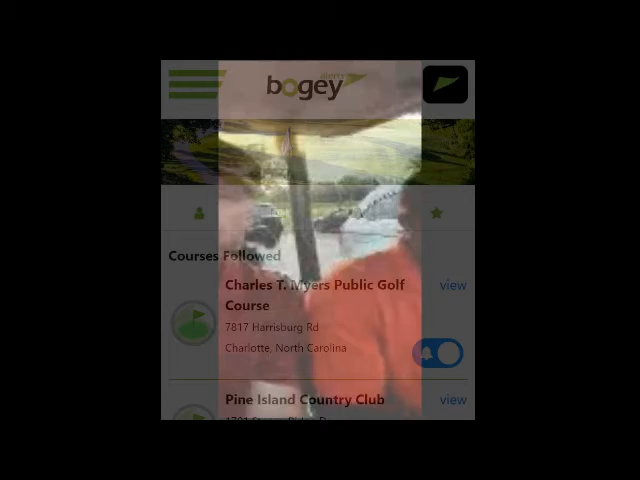 bogey
Courses Followed
Charles T. Myers Public Golf
view
Course
7817 Harrisburg Rd
Charlotte, North Carolina
Pine Island Country Club
view